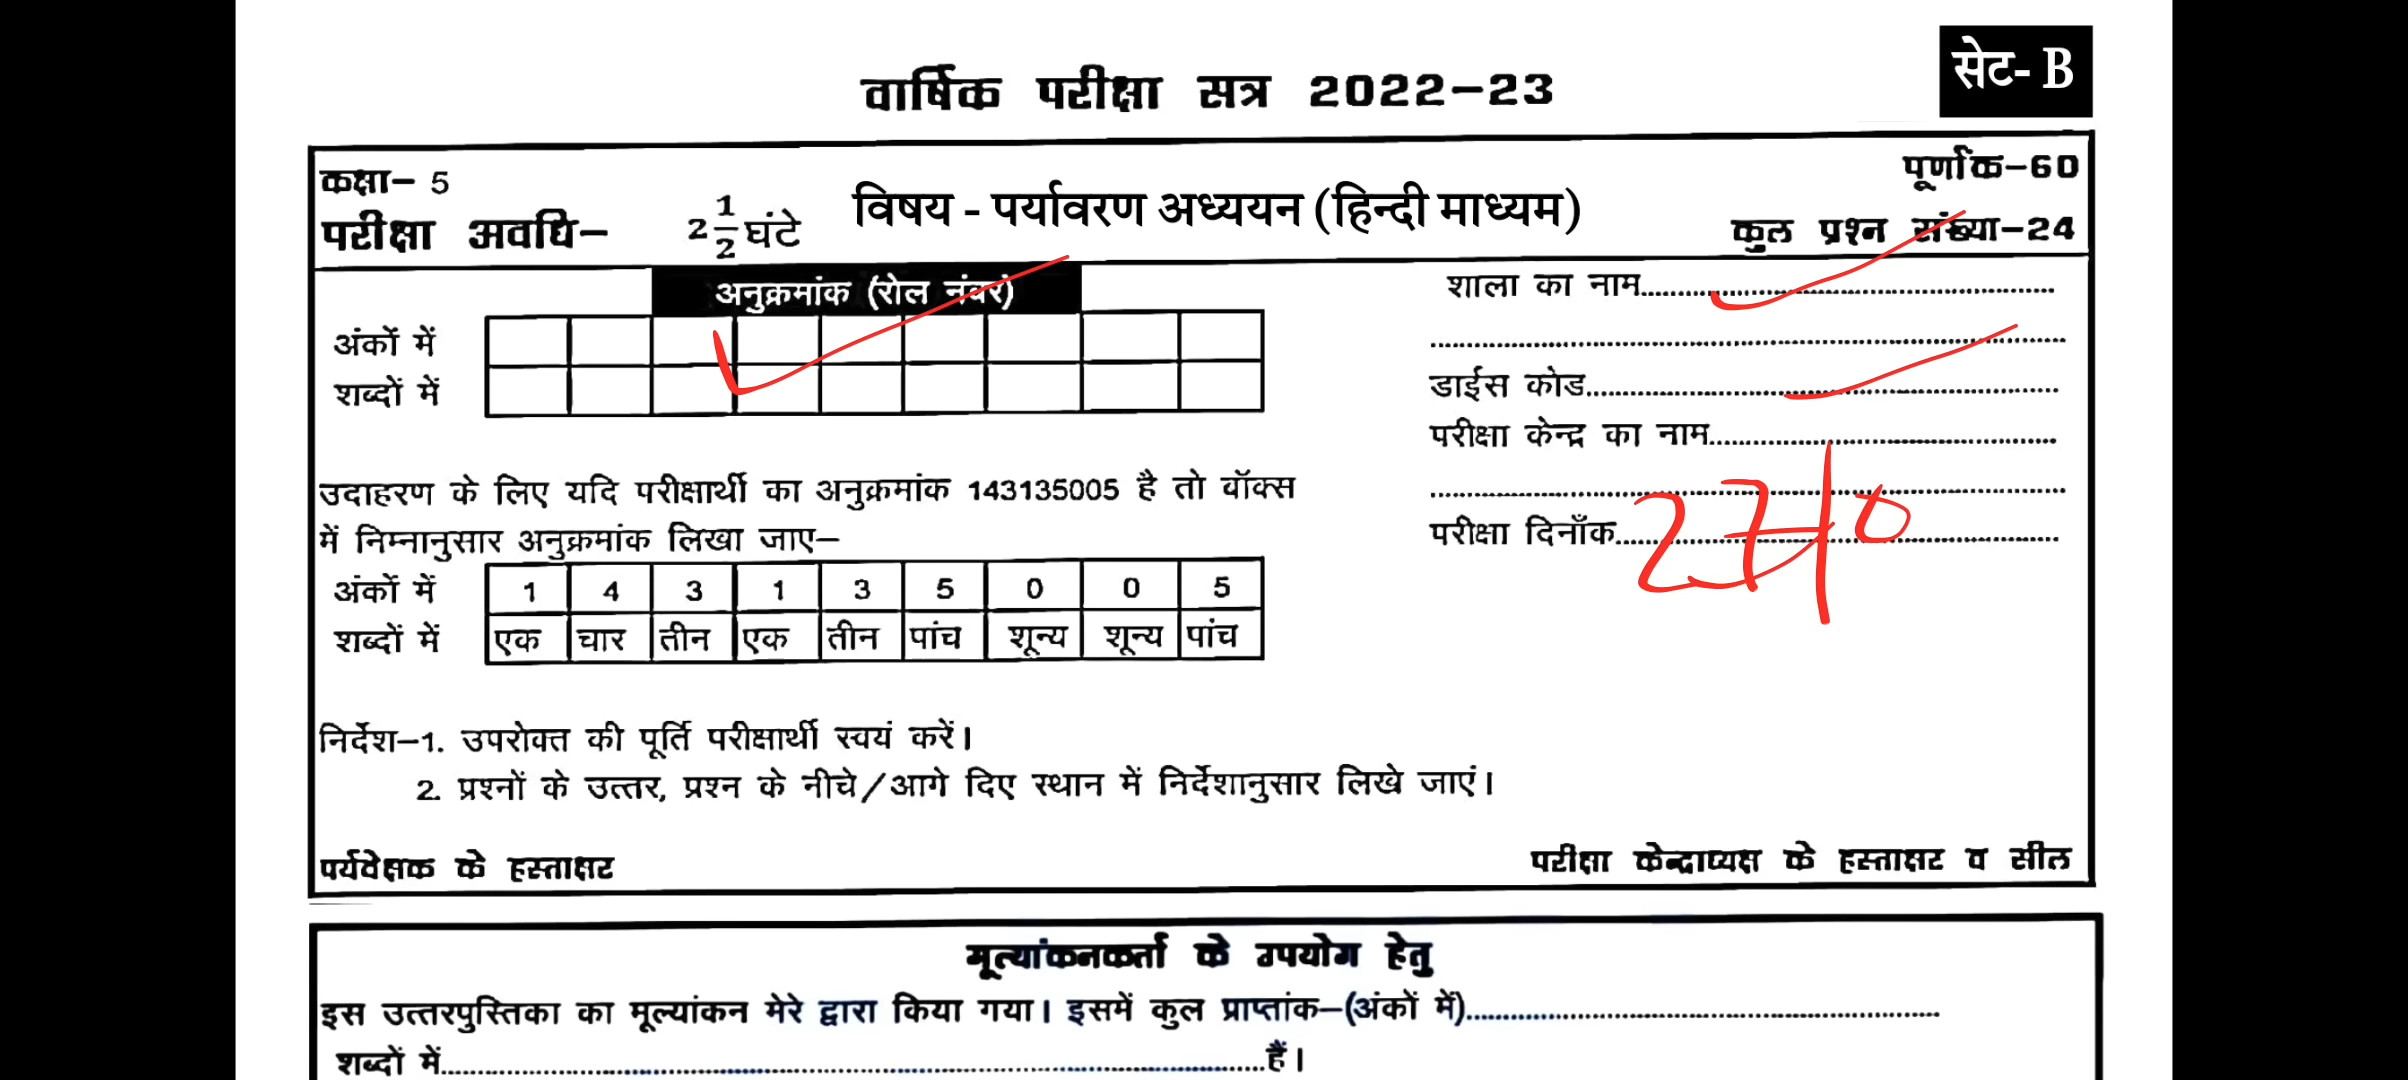 सेट- B
वार्षिक परीक्षा सत्र 2022-23
कक्षा- 5
पूर्णांक-60
परीक्षा अवधि- 2 1/2 घंटे
विषय - पर्यावरण अध्ययन (हिन्दी माध्यम)
कुल प्रश्न संख्या-24
अनुक्रमांक (रोल नंबर)
अंकों में
शब्दों में
शाला का नाम
डाईस कोड
परीक्षा केन्द्र का नाम
परीक्षा दिनाँक
उदाहरण के लिए यदि परीक्षार्थी का अनुक्रमांक 143135005 है तो बॉक्स
में निम्नानुसार अनुक्रमांक लिखा जाए-
अंकों में 1 4 3 1 3 5 0 0 5
शब्दों में एक चार तीन एक तीन पांच शून्य शून्य पांच
निर्देश-1. उपरोक्त की पूर्ति परीक्षार्थी स्वयं करें।
2. प्रश्नों के उत्तर, प्रश्न के नीचे/आगे दिए स्थान में निर्देशानुसार लिखे जाएं।
पर्यवेक्षक के हस्ताक्षर
परीक्षा केन्द्राध्यक्ष के हस्ताक्षर व सील
मूल्यांकनकर्ता के उपयोग हेतु
इस उत्तरपुस्तिका का मूल्यांकन मेरे द्वारा किया गया। इसमें कुल प्राप्तांक-(अंकों में)
शब्दों में हैं।